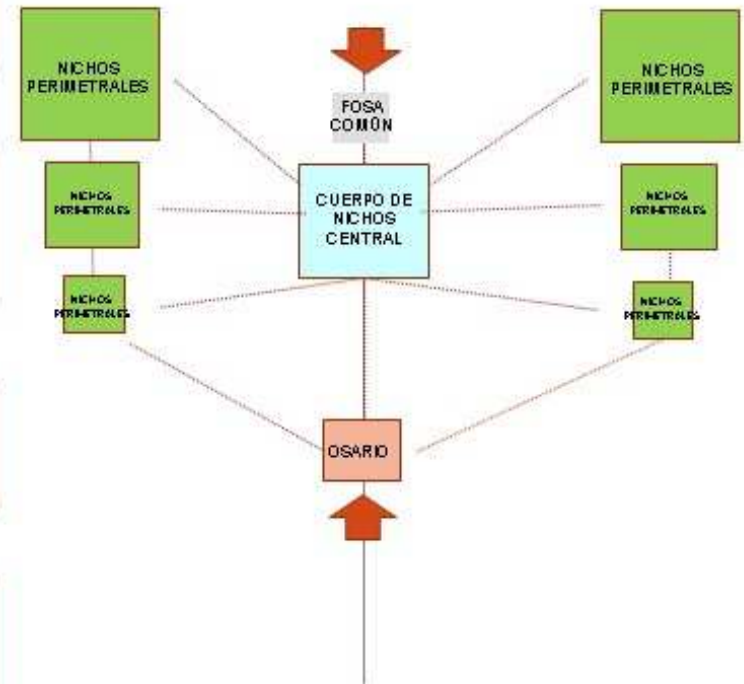 NICHOS
PERIMETRALES
NICHOS
PERIMETRALES
FOSA
COMÚN
NICHOS
PERIMETRALES
CUERPO DE
NICHOS
CENTRAL
NICHOS
PERIMETRALES
NICHOS
PERIMETRALES
NICHOS
PERIMETRALES
OSARIO